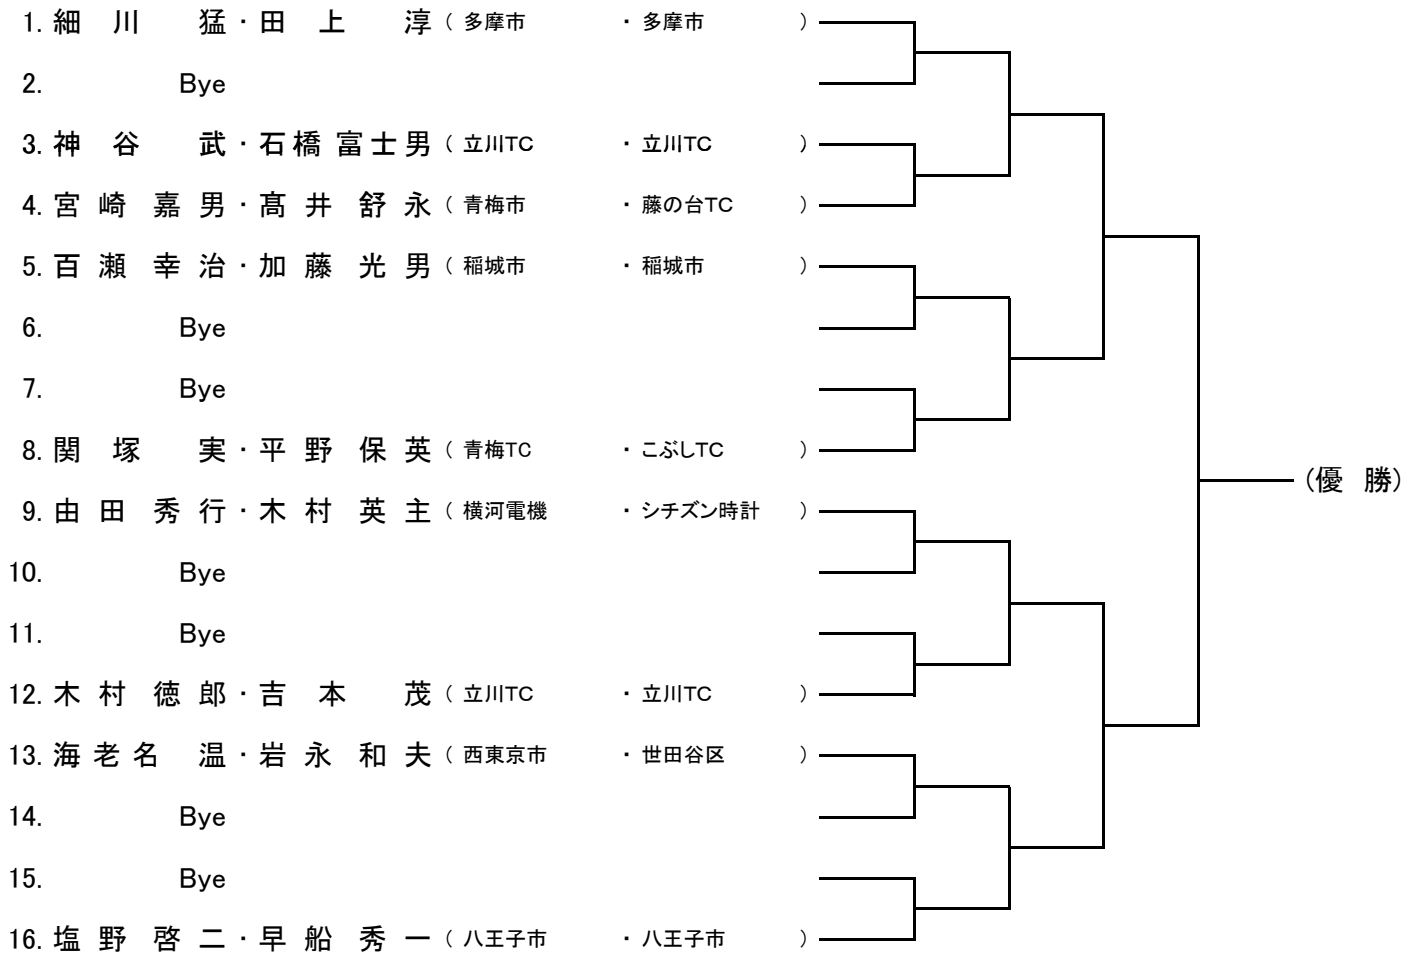 1. 細川 猛・田上 淳（多摩市 ・多摩市 ）
2. Bye
3. 神谷 武・石橋 富士男（立川TC ・立川TC ）
4. 宮崎 嘉男・髙井 舒永（青梅市 ・藤の台TC ）
5. 百瀬 幸治・加藤 光男（稲城市 ・稲城市 ）
6. Bye
7. Bye
8. 関塚 実・平野 保英（青梅TC ・こぶしTC ）
(優 勝)
9. 由田 秀行・木村 英主（横河電機 ・シチズン時計 ）
10. Bye
11. Bye
12. 木村 徳郎・吉本 茂（立川TC ・立川TC ）
13. 海老名 温・岩永 和夫（西東京市 ・世田谷区 ）
14. Bye
15. Bye
16. 塩野 啓二・早船 秀一（八王子市 ・八王子市 ）